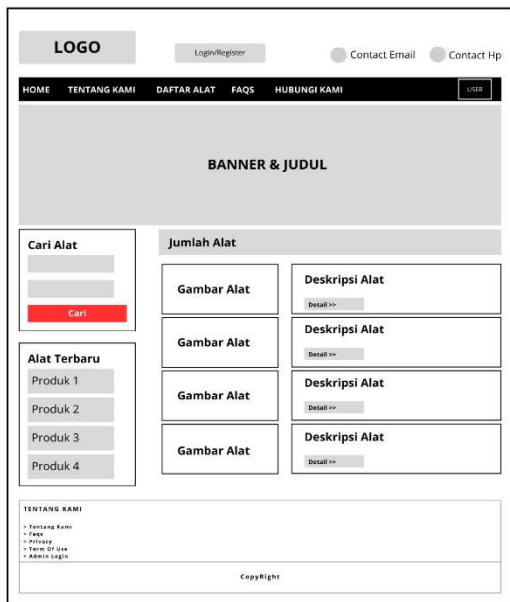 LOGO
Login/Register
Contact Email
Contact Hp
HOME TENTANG KAMI DAFTAR ALAT FAQS HUBUNGI KAMI USER
BANNER & JUDUL
Cari Alat
Cari
Alat Terbaru
Produk 1
Produk 2
Produk 3
Produk 4
Jumlah Alat
Gambar Alat
Deskripsi Alat
Detail >>
Gambar Alat
Deskripsi Alat
Detail >>
Gambar Alat
Deskripsi Alat
Detail >>
Gambar Alat
Deskripsi Alat
Detail >>
TENTANG KAMI
> Tentang Kami
> Faqs
> Privacy
> Term Of Use
> Admin Login
CopyRight